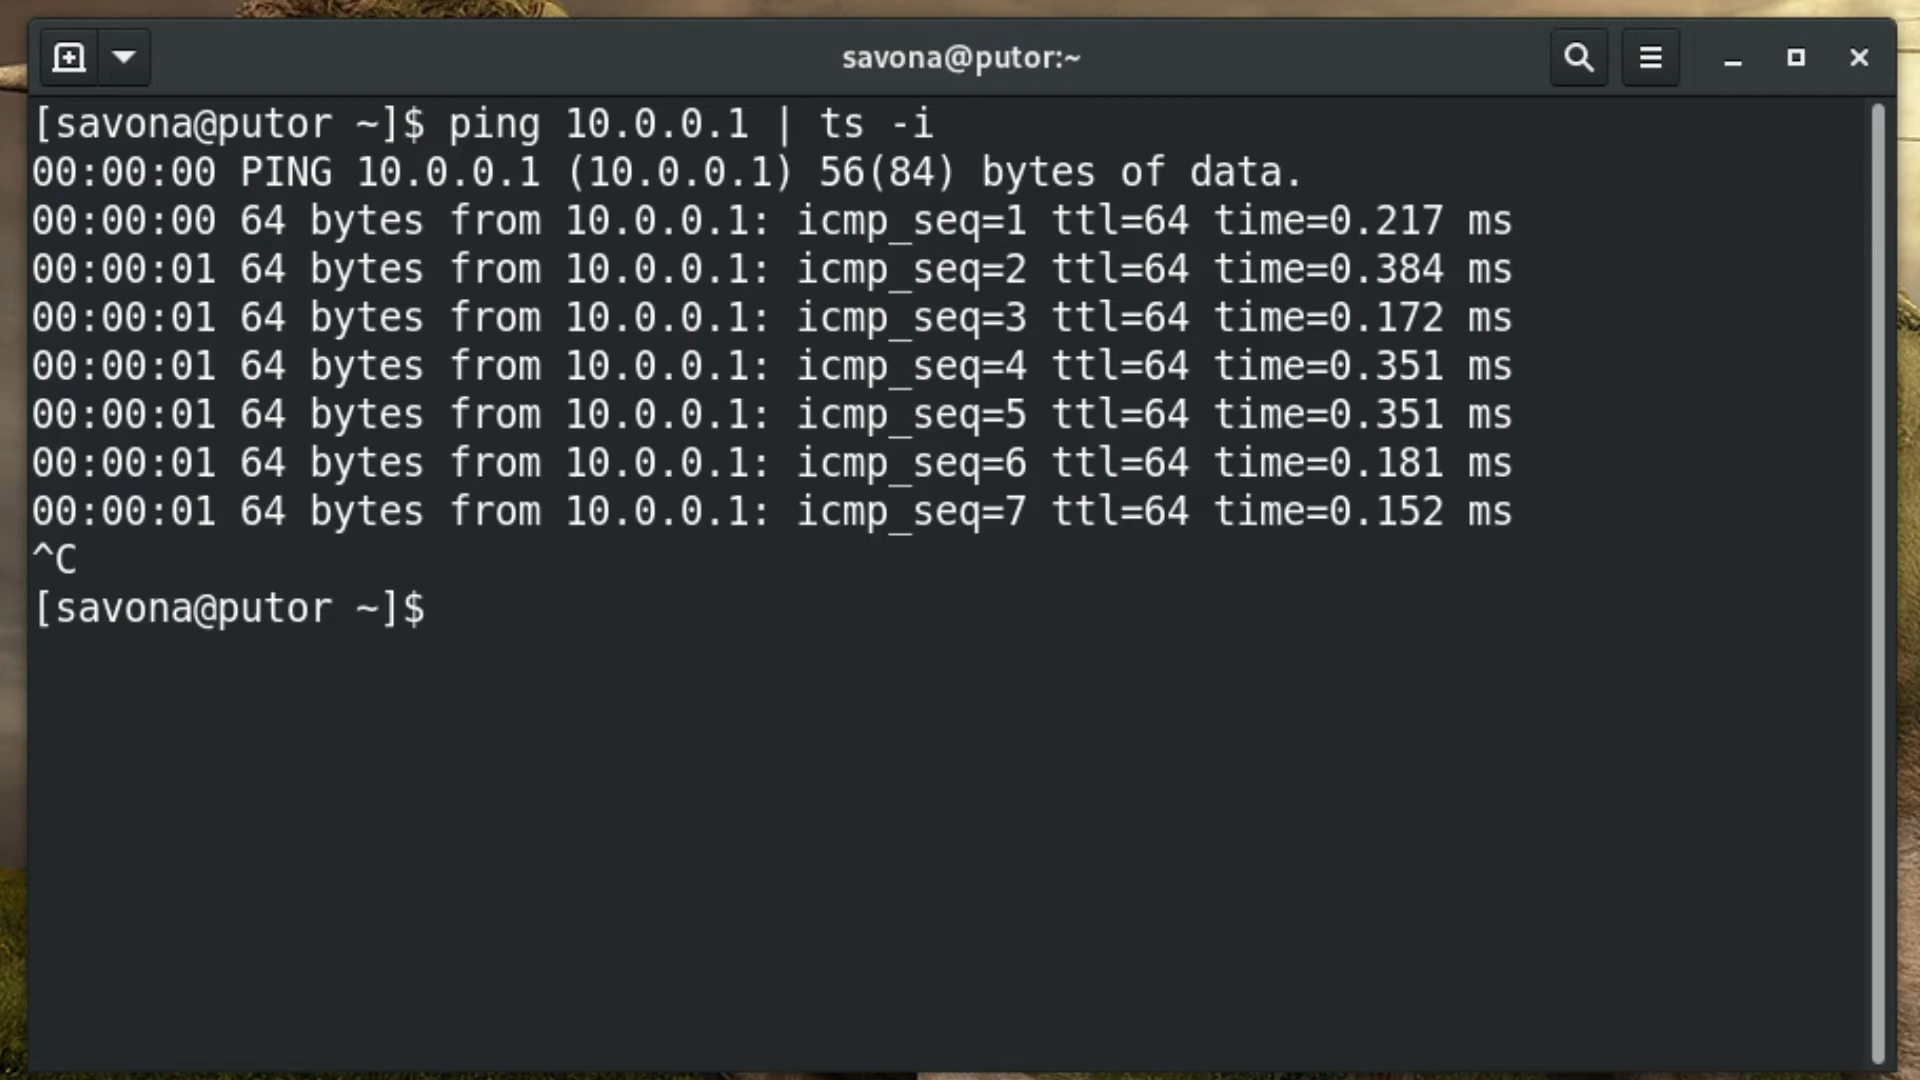 savona@putor:~
[savona@putor ~]$ ping 10.0.0.1 | ts -i
00:00:00 PING 10.0.0.1 (10.0.0.1) 56(84) bytes of data.
00:00:00 64 bytes from 10.0.0.1: icmp_seq=1 ttl=64 time=0.217 ms
00:00:01 64 bytes from 10.0.0.1: icmp_seq=2 ttl=64 time=0.384 ms
00:00:01 64 bytes from 10.0.0.1: icmp_seq=3 ttl=64 time=0.172 ms
00:00:01 64 bytes from 10.0.0.1: icmp_seq=4 ttl=64 time=0.351 ms
00:00:01 64 bytes from 10.0.0.1: icmp_seq=5 ttl=64 time=0.351 ms
00:00:01 64 bytes from 10.0.0.1: icmp_seq=6 ttl=64 time=0.181 ms
00:00:01 64 bytes from 10.0.0.1: icmp_seq=7 ttl=64 time=0.152 ms
^C
[savona@putor ~]$